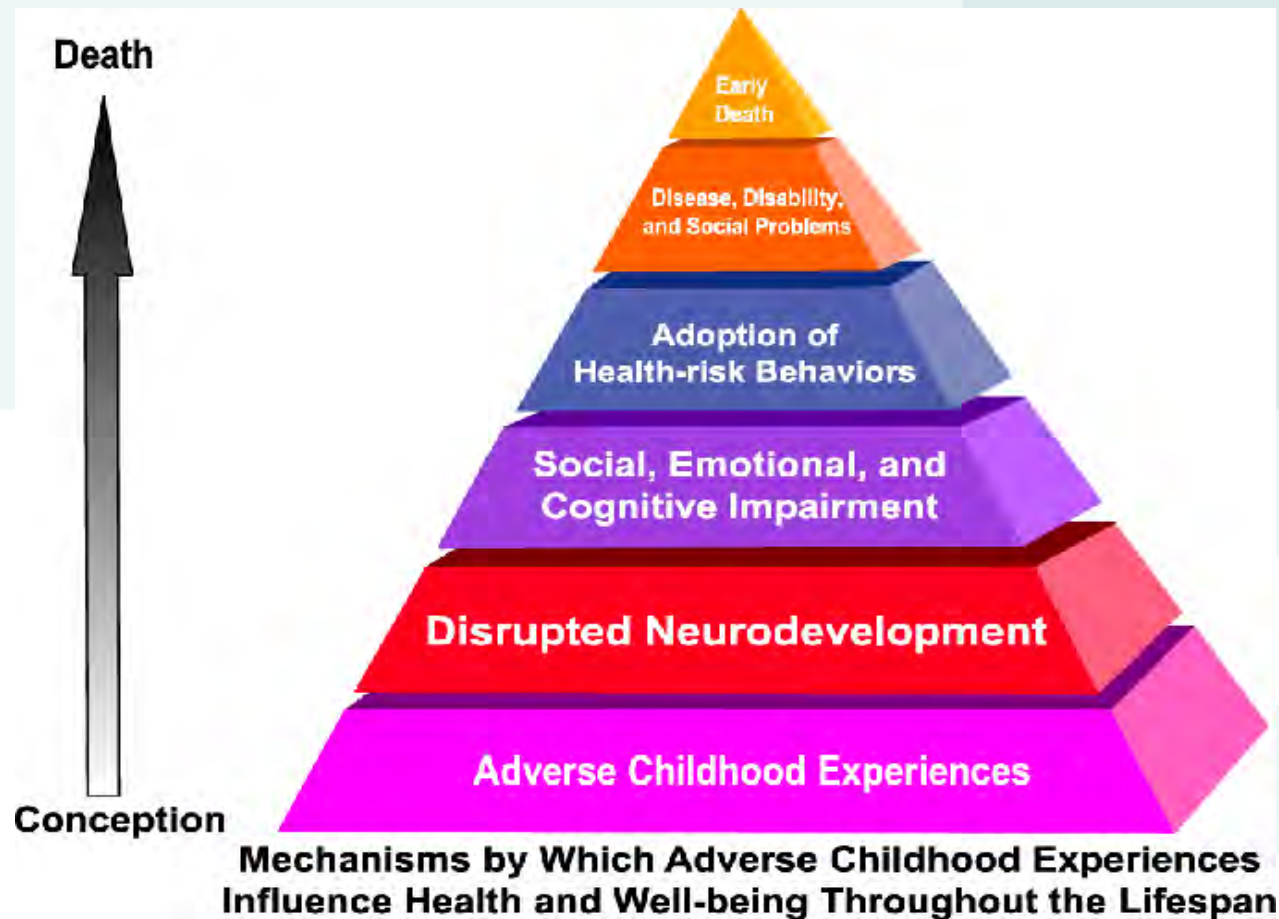 Death
Early
Death
Disease, Disability,
and Social Problems
Adoption of
Health-risk Behaviors
Social, Emotional, and
Cognitive Impairment
Disrupted Neurodevelopment
Adverse Childhood Experiences
Conception
Mechanisms by Which Adverse Childhood Experiences
Influence Health and Well-being Throughout the Lifespan